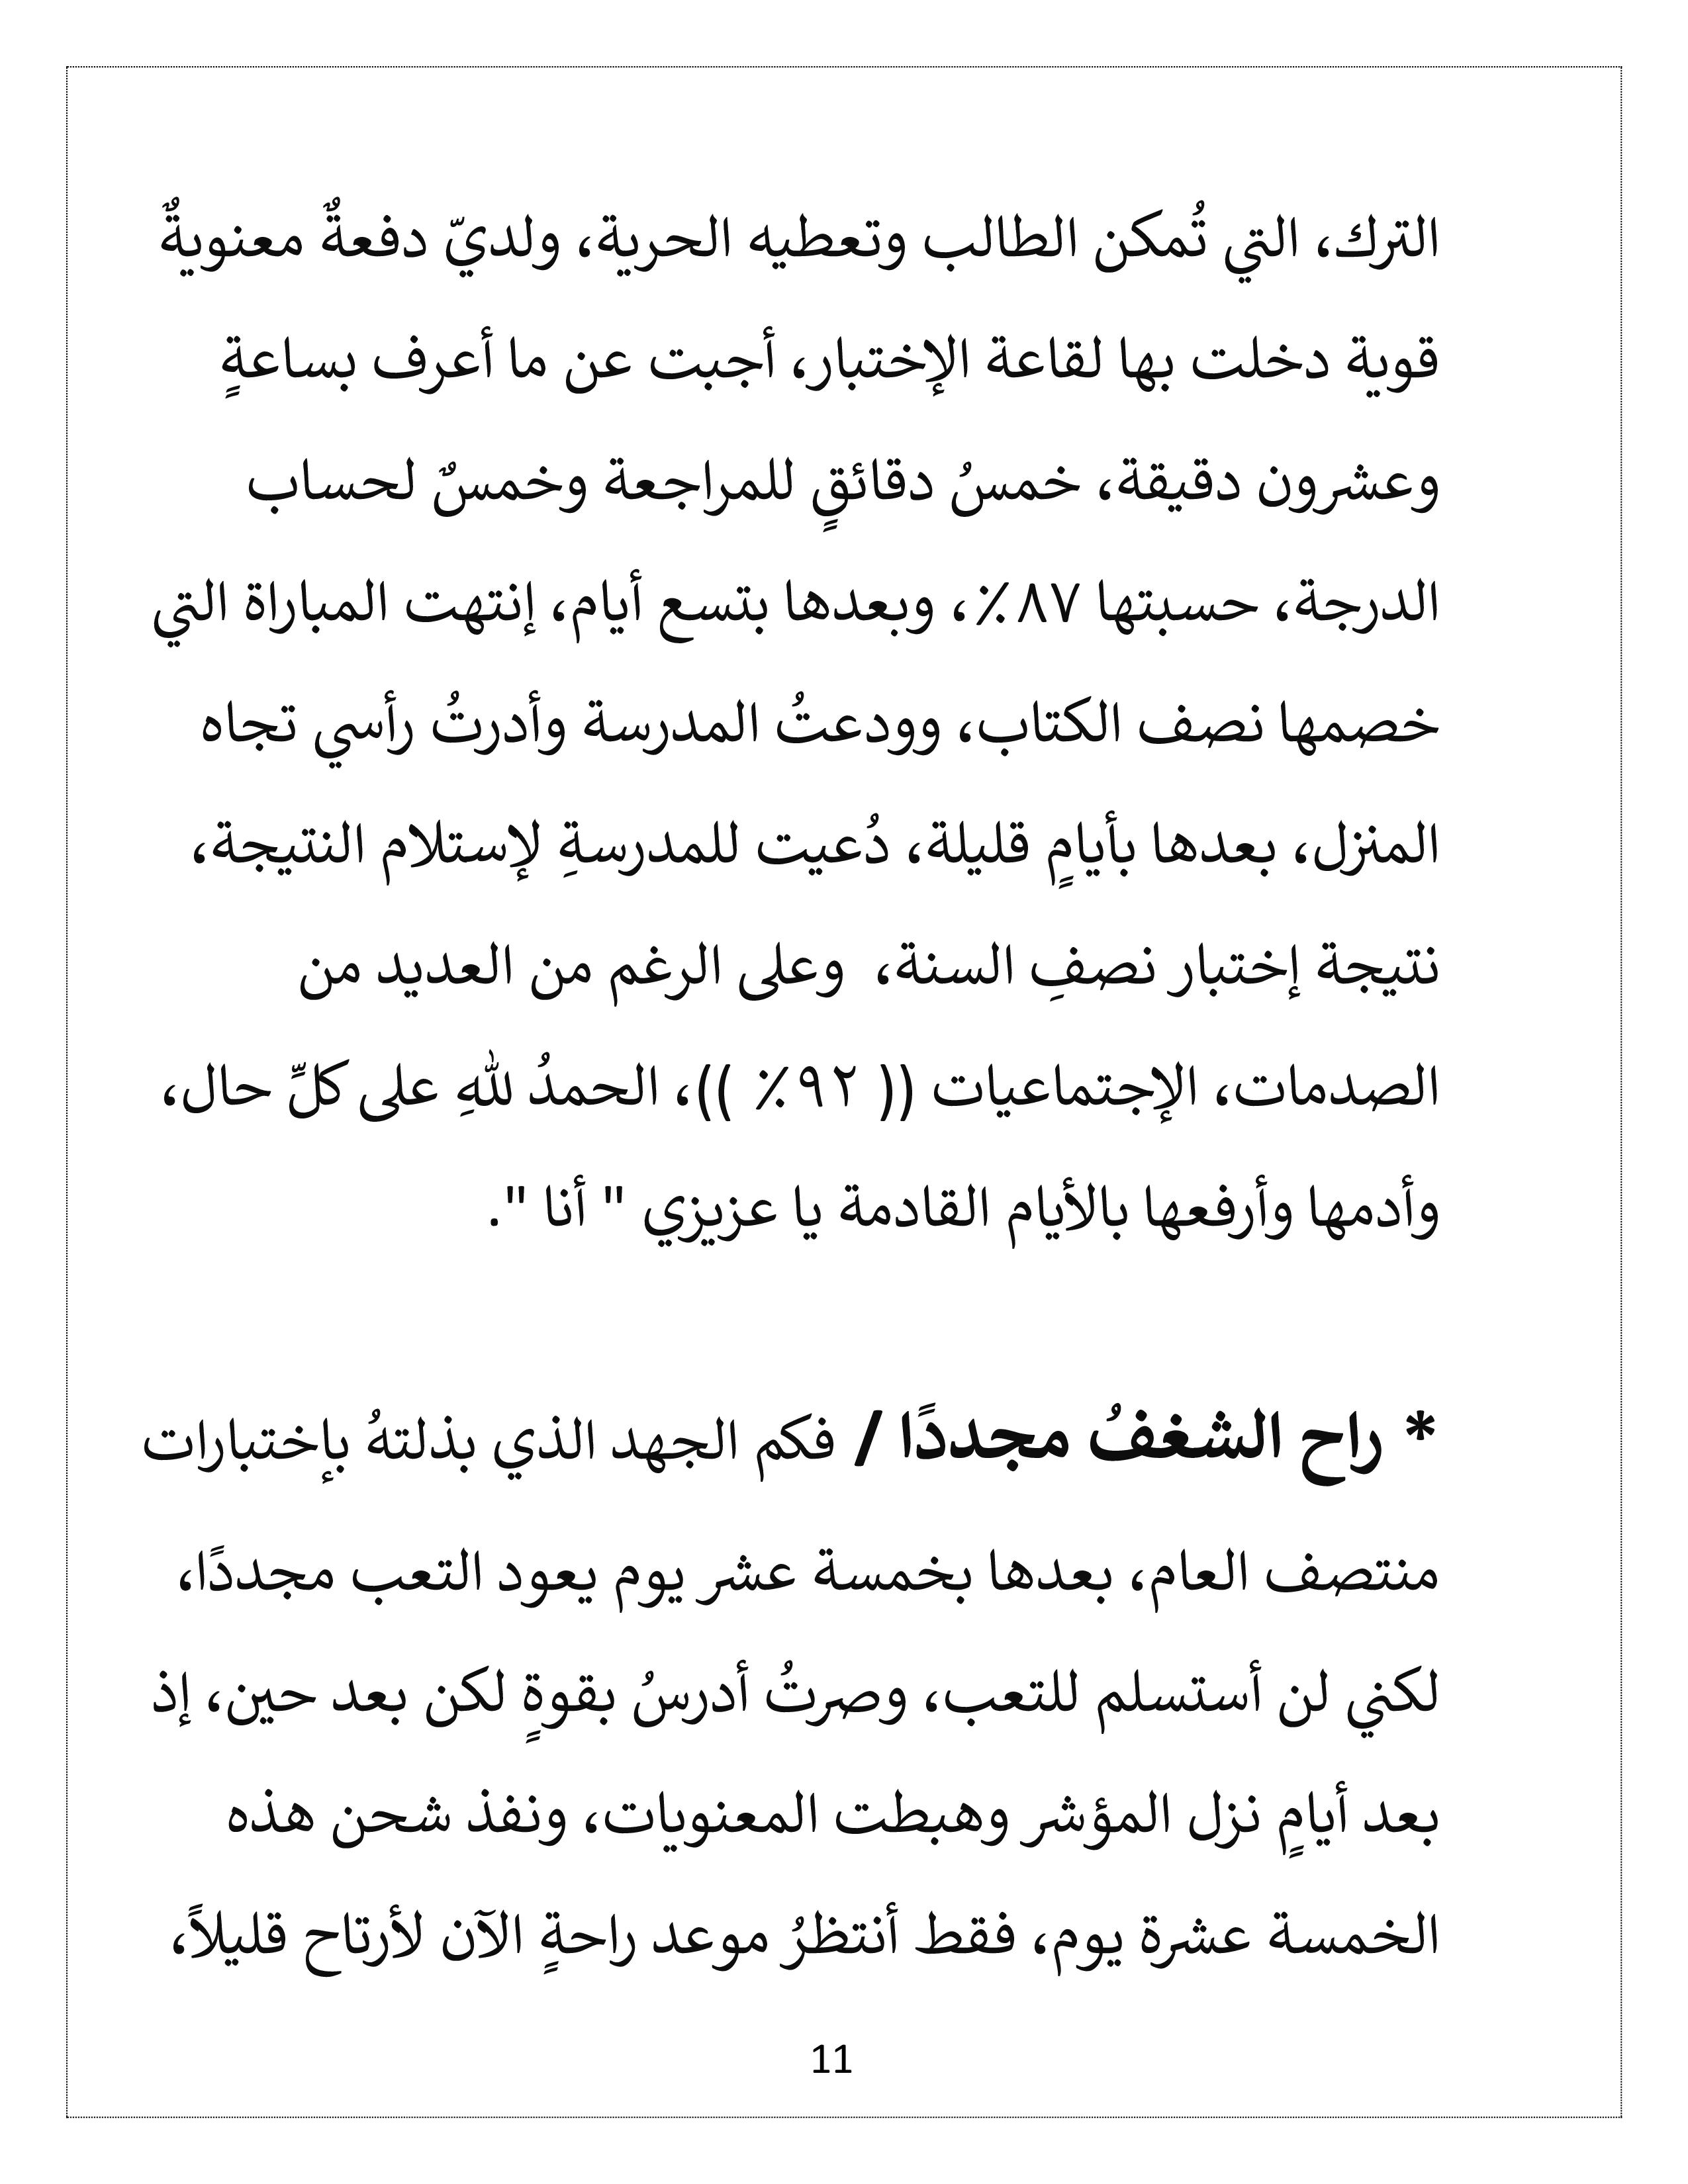 الترك، التي تُمكن الطالب وتعطيه الحرية، ولديّ دفعةٌ معنويةٌ
قوية دخلت بها لقاعة الإختبار، أجبت عن ما أعرف بساعةٍ
وعشرون دقيقة، خمسُ دقائقٍ للمراجعة وخمسٌ لحساب
الدرجة، حسبتها ٨٧٪، وبعدها بتسع أيام، إنتهت المباراة التي
خصمها نصف الكتاب، وودعتُ المدرسة وأدرتُ رأسي تجاه
المنزل، بعدها بأيامٍ قليلة، دُعيت للمدرسةِ لإستلام النتيجة،
نتيجة إختبار نصفِ السنة، وعلى الرغم من العديد من
الصدمات، الإجتماعيات (( ٩٢٪ ))، الحمدُ للهِ على كلِّ حال،
وأدمها وأرفعها بالأيام القادمة يا عزيزي " أنا ".
* راح الشغفُ مجددًا / فكم الجهد الذي بذلتهُ بإختبارات
منتصف العام، بعدها بخمسة عشر يوم يعود التعب مجددًا،
لكني لن أستسلم للتعب، وصرتُ أدرسُ بقوةٍ لكن بعد حين، إذ
بعد أيامٍ نزل المؤشر وهبطت المعنويات، ونفذ شحن هذه
الخمسة عشرة يوم، فقط أنتظرُ موعد راحةٍ الآن لأرتاح قليلاً،
11